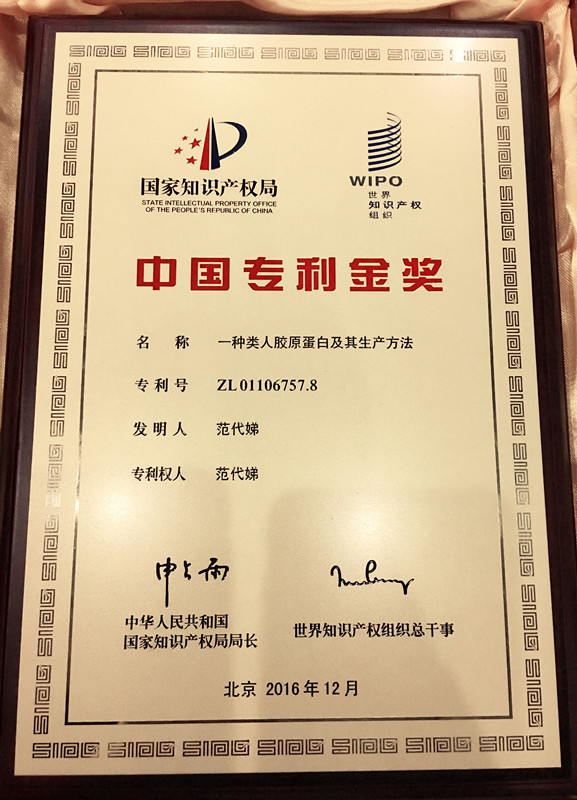 国家知识产权局
STATE INTELLECTUAL PROPERTY OFFICE
OF THE PEOPLE'S REPUBLIC OF CHINA
WIPO
世界
知识产权
组织
中国专利金奖
名 称 一种类人胶原蛋白及其生产方法
专 利 号 ZL 01106757.8
发 明 人 范代娣
专利权人 范代娣
申长雨
中华人民共和国
国家知识产权局局长
世界知识产权组织总干事
北京 2016年12月